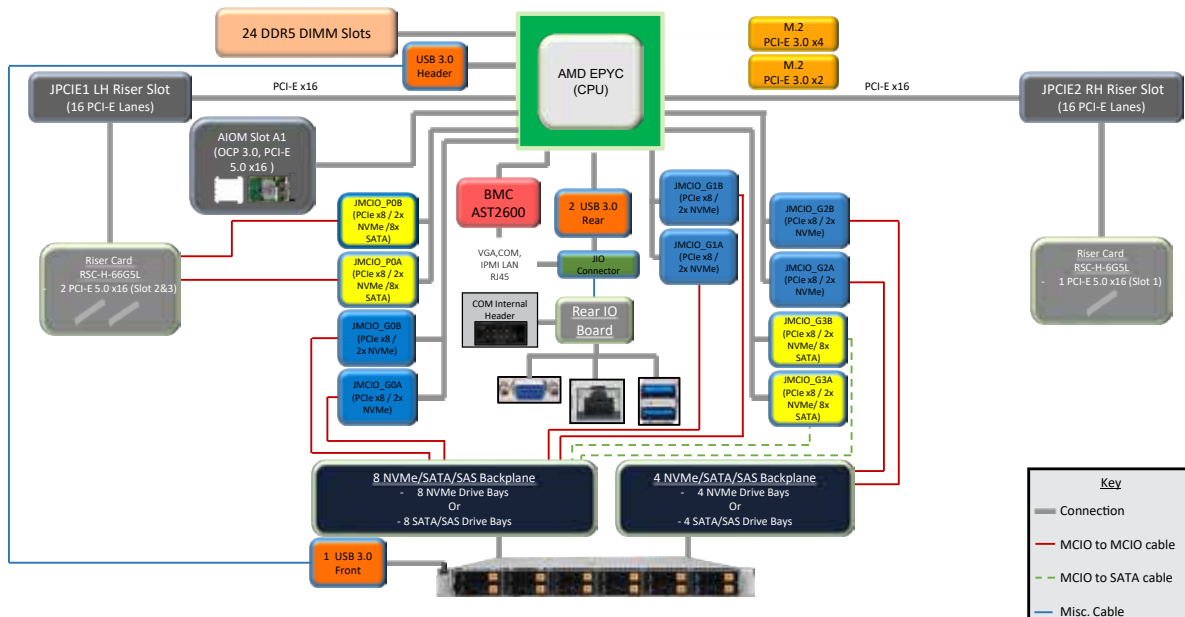 24 DDR5 DIMM Slots
USB 3.0
Header
AMD EPYC
(CPU)
M.2
PCI-E 3.0 x4
M.2
PCI-E 3.0 x2
JPCIE1 LH Riser Slot
(16 PCI-E Lanes)
PCI-E x16
PCI-E x16
JPCIE2 RH Riser Slot
(16 PCI-E Lanes)
AIOM Slot A1
(OCP 3.0, PCI-E
5.0 x16 )
JMCIO_P0B
(PCIe x8 / 2x
NVMe /8x
SATA)
JMCIO_P0A
(PCIe x8 / 2x
NVMe /8x
SATA)
JMCIO_G0B
(PCIe x8 /
2x NVMe)
JMCIO_G0A
(PCIe x8 / 2x
NVMe)
BMC
AST2600
VGA,COM,
IPMI LAN
RJ45
2 USB 3.0
Rear
JIO
Connector
COM Internal
Header
Rear IO
Board
JMCIO_G1B
(PCIe x8 /
2x NVMe)
JMCIO_G1A
(PCIe x8 /
2x NVMe)
JMCIO_G2B
(PCIe x8 / 2x
NVMe)
JMCIO_G2A
(PCIe x8 / 2x
NVMe)
JMCIO_G3B
(PCIe x8 / 2x
NVMe/ 8x
SATA)
JMCIO_G3A
(PCIe x8 / 2x
NVMe/ 8x
SATA)
Riser Card
RSC-H-66G5L
- 2 PCI-E 5.0 x16 (Slot 2&3)
Riser Card
RSC-H-66G5L
- 1 PCI-E 5.0 x16 (Slot 1)
8 NVMe/SATA/SAS Backplane
- 8 NVMe Drive Bays
Or
- 8 SATA/SAS Drive Bays
4 NVMe/SATA/SAS Backplane
- 4 NVMe Drive Bays
Or
- 4 SATA/SAS Drive Bays
1 USB 3.0
Front
Key
Connection
MCIO to MCIO cable
MCIO to SATA cable
Misc. Cable